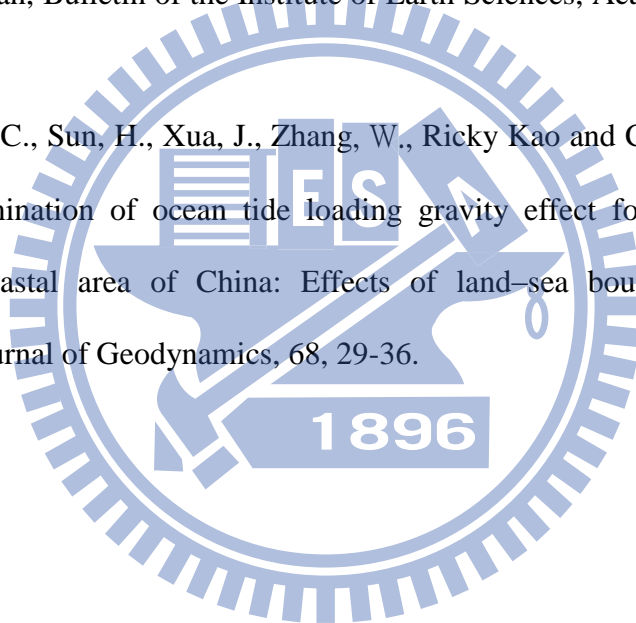 an, Bulletin of the Institute of Earth Sciences, Aca
C., Sun, H., Xua, J., Zhang, W., Ricky Kao and C
nination of ocean tide loading gravity effect fo
astal area of China: Effects of land–sea bou
urnal of Geodynamics, 68, 29-36.
E S A
1896